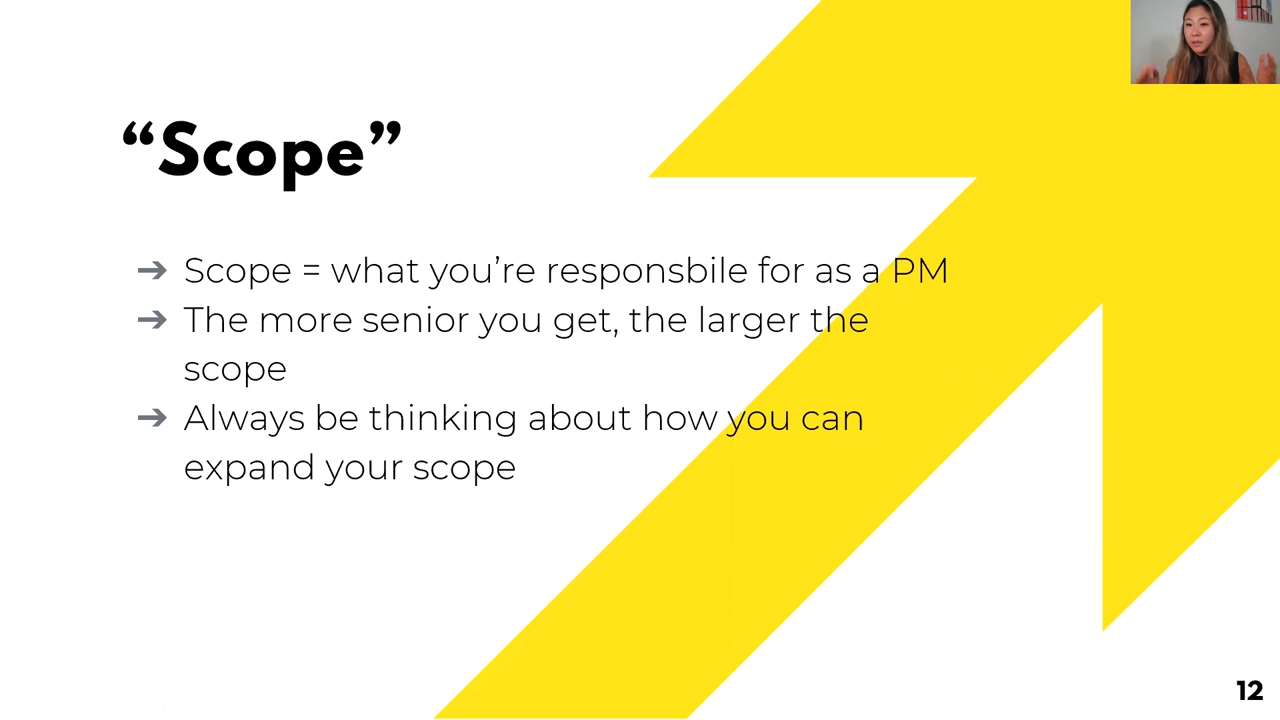 “Scope”
➔ Scope = what you’re responsbile for as a PM
➔ The more senior you get, the larger the
scope
➔ Always be thinking about how you can
expand your scope
12